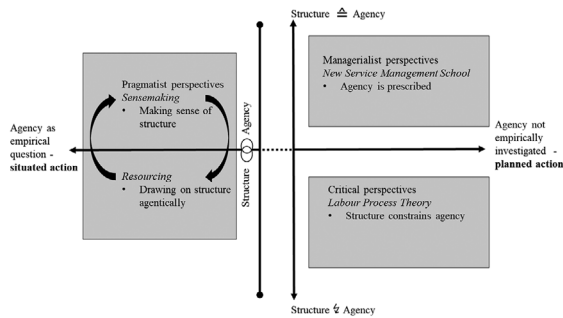 Structure ≙ Agency
Managerialist perspectives
New Service Management School
• Agency is prescribed
Pragmatist perspectives
Sensemaking
• Making sense of
structure
Agency
Structure
Agency as
empirical
question -
situated action
Agency not
empirically
investigated -
planned action
Resourcing
• Drawing on structure
agentically
Critical perspectives
Labour Process Theory
• Structure constrains agency
Structure ↯ Agency